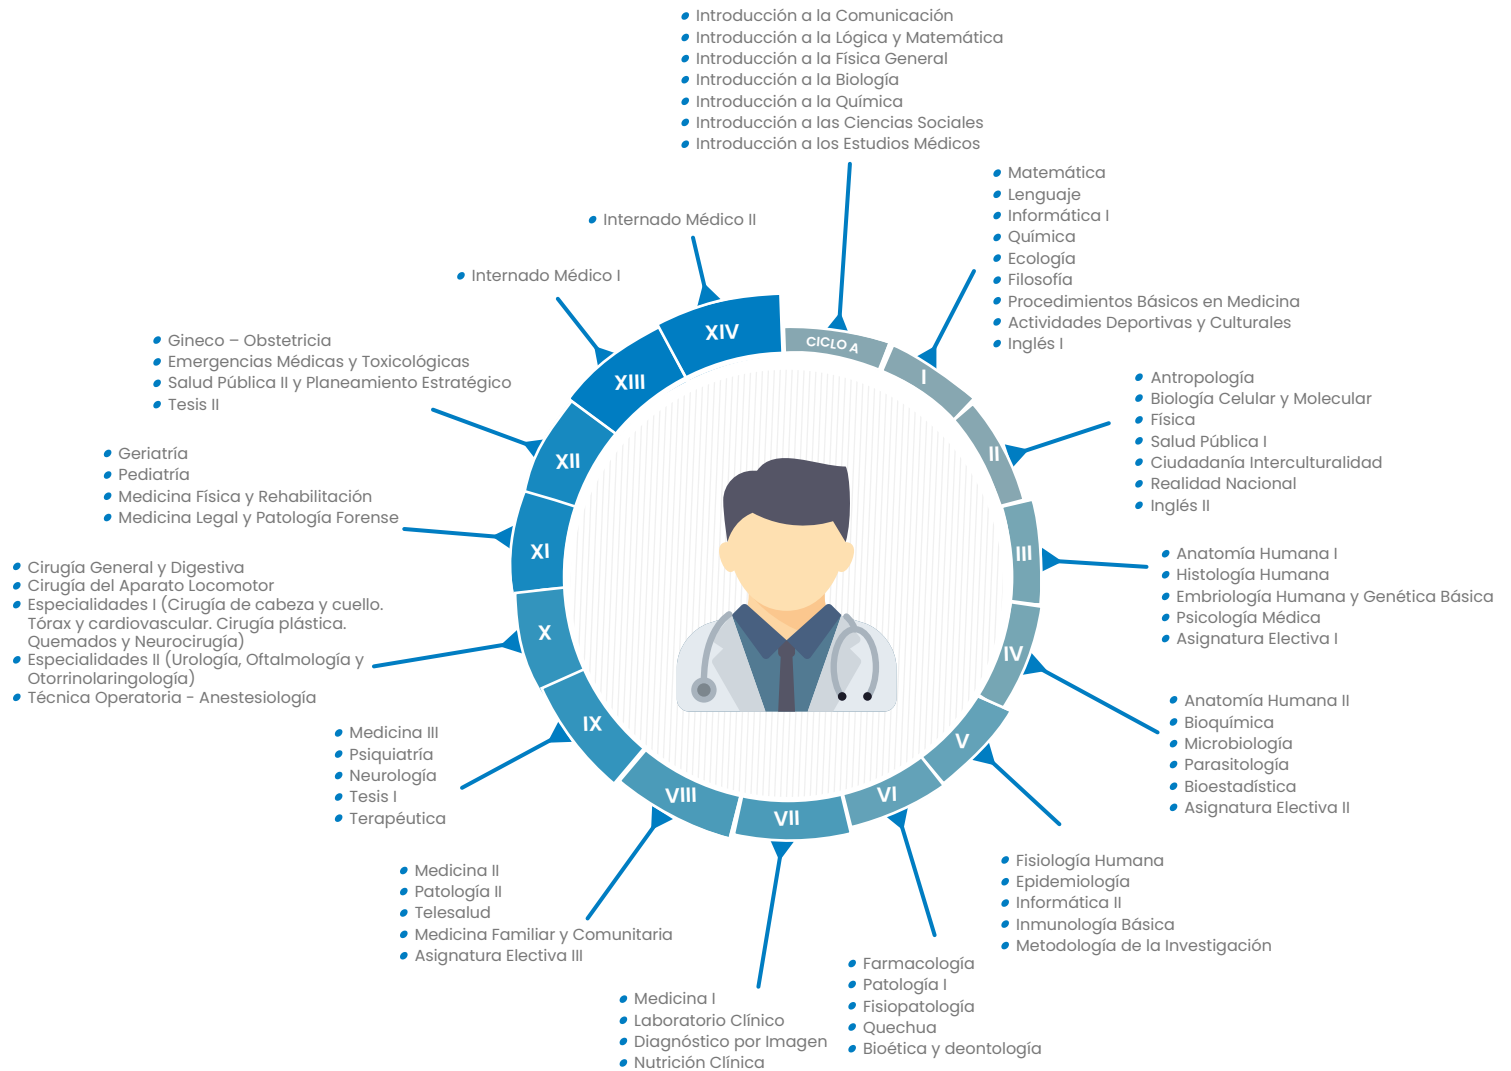 Introducción a la Comunicación
Introducción a la Lógica y Matemática
Introducción a la Física General
Introducción a la Biología
Introducción a la Química
Introducción a las Ciencias Sociales
Introducción a los Estudios Médicos
CICLO A
Matemática
Lenguaje
Informática I
Química
Ecología
Filosofía
Procedimientos Básicos en Medicina
Actividades Deportivas y Culturales
Inglés I
I
Antropología
Biología Celular y Molecular
Física
Salud Pública I
Ciudadanía Interculturalidad
Realidad Nacional
Inglés II
II
Anatomía Humana I
Histología Humana
Embriología Humana y Genética Básica
Psicología Médica
Asignatura Electiva I
III
Anatomía Humana II
Bioquímica
Microbiología
Parasitología
Bioestadística
Asignatura Electiva II
IV
Fisiología Humana
Epidemiología
Informática II
Inmunología Básica
Metodología de la Investigación
V
Farmacología
Patología I
Fisiopatología
Quechua
Bioética y deontología
VI
Medicina I
Laboratorio Clínico
Diagnóstico por Imagen
Nutrición Clínica
VII
Medicina II
Patología II
Telesalud
Medicina Familiar y Comunitaria
Asignatura Electiva III
VIII
Medicina III
Psiquiatría
Neurología
Tesis I
Terapéutica
IX
Cirugía General y Digestiva
Cirugía del Aparato Locomotor
Especialidades I (Cirugía de cabeza y cuello.
Tórax y cardiovascular. Cirugía plástica.
Quemados y Neurocirugía)
Especialidades II (Urología, Oftalmología y
Otorrinolaringología)
Técnica Operatoria - Anestesiología
X
Geriatría
Pediatría
Medicina Física y Rehabilitación
Medicina Legal y Patología Forense
XI
Gineco – Obstetricia
Emergencias Médicas y Toxicológicas
Salud Pública II y Planeamiento Estratégico
Tesis II
XII
Internado Médico I
XIII
Internado Médico II
XIV